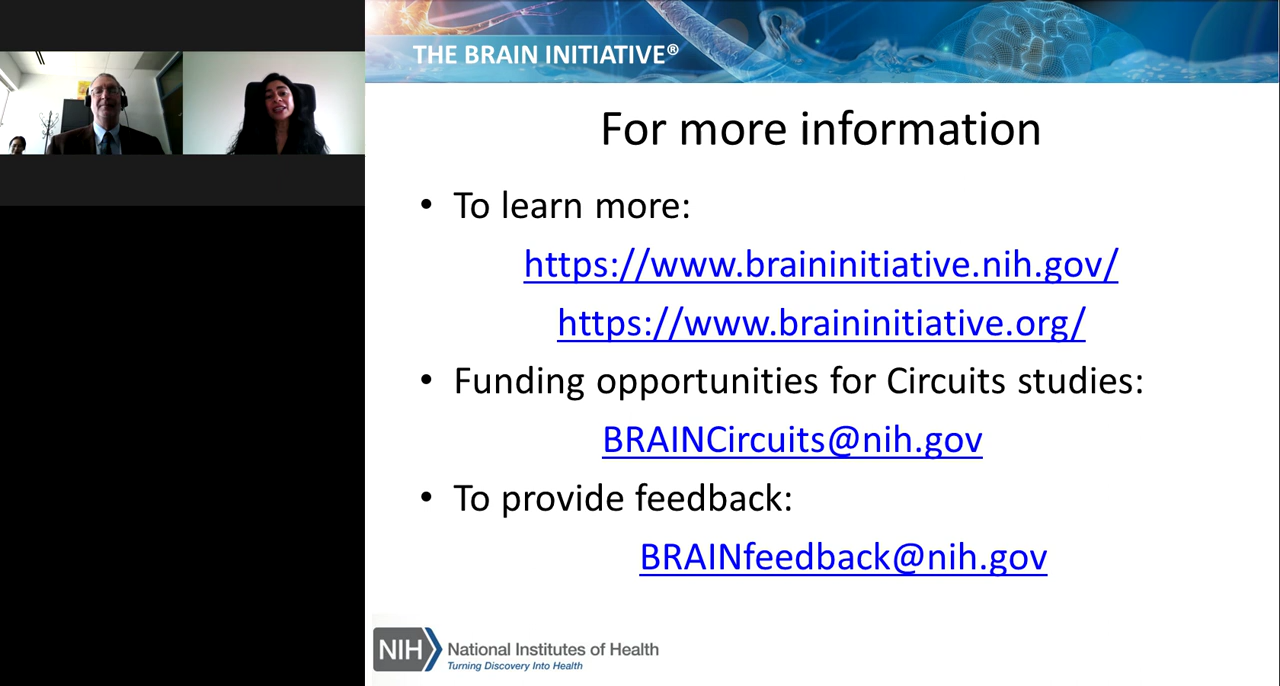 THE BRAIN INITIATIVE®
For more information
• To learn more:
https://www.braininitiative.nih.gov/
https://www.braininitiative.org/
• Funding opportunities for Circuits studies:
BRAINCircuits@nih.gov
• To provide feedback:
BRAINfeedback@nih.gov
NIH National Institutes of Health
Turning Discovery Into Health